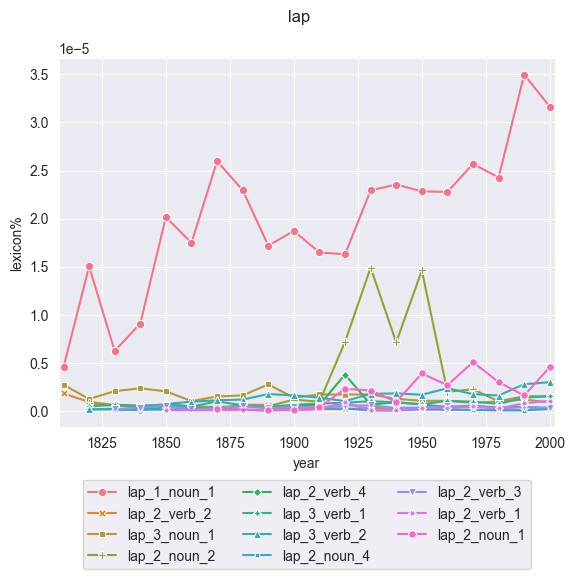 lap
1e−5
3.5
3.0
2.5
2.0
1.5
1.0
0.5
0.0
lexicon%
1825 1850 1875 1900 1925 1950 1975 2000
year
lap_1_noun_1 lap_2_verb_4 lap_2_verb_3
lap_2_verb_2 lap_3_verb_1 lap_2_verb_1
lap_3_noun_1 lap_3_verb_2 lap_2_noun_1
lap_2_noun_2 lap_2_noun_4